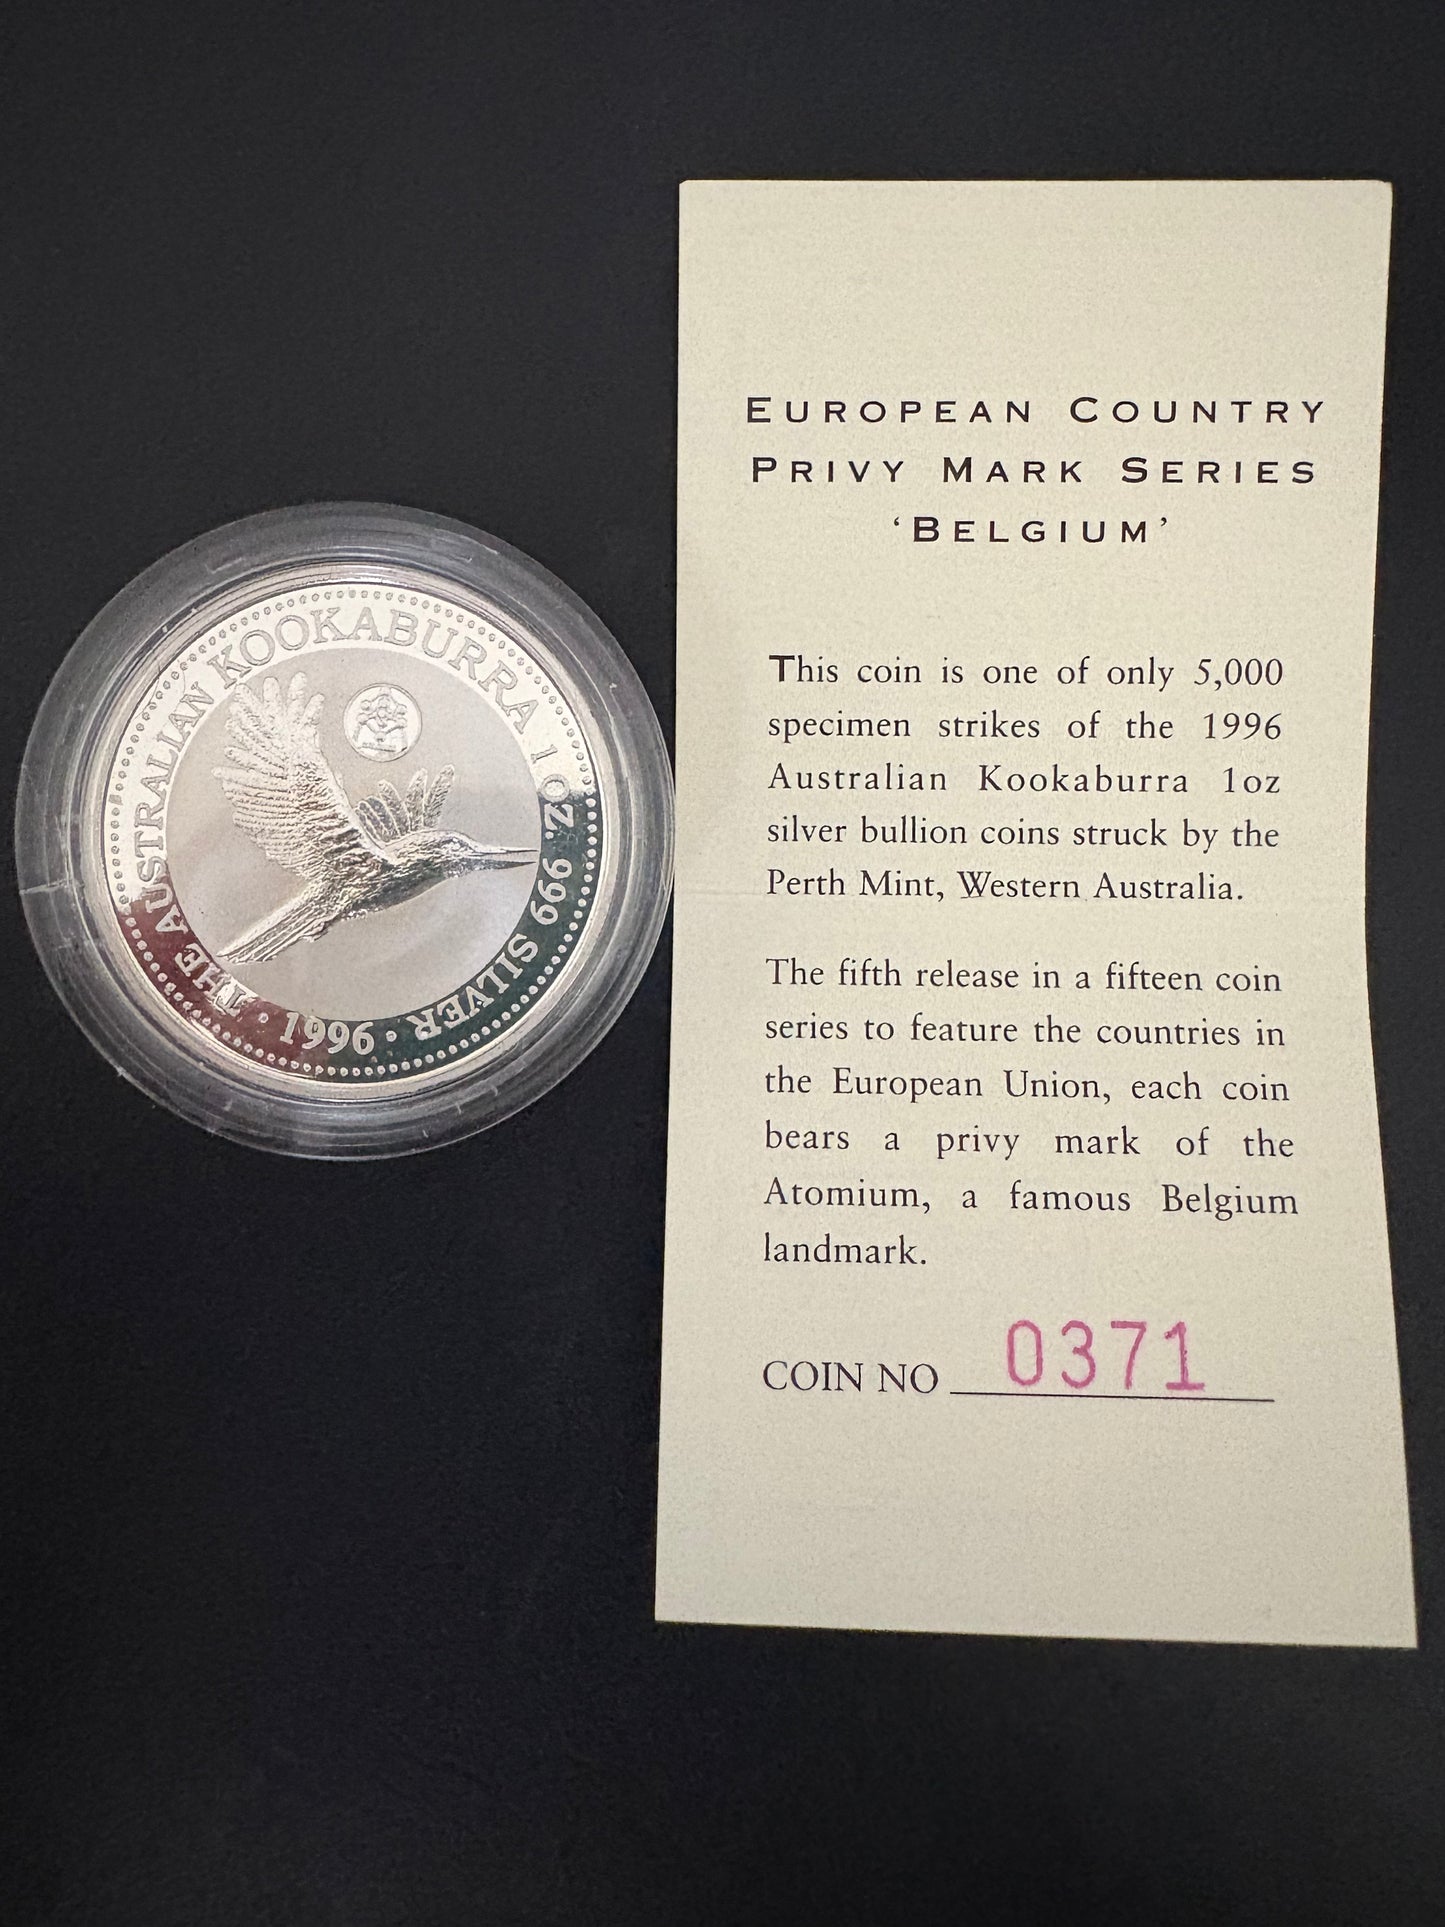 THE AUSTRALIAN KOOKABURRA 1 OZ. 999 SILVER · 1996 ·
EUROPEAN COUNTRY
PRIVY MARK SERIES
‘BELGIUM’
This coin is one of only 5,000
specimen strikes of the 1996
Australian Kookaburra 1oz
silver bullion coins struck by the
Perth Mint, Western Australia.
The fifth release in a fifteen coin
series to feature the countries in
the European Union, each coin
bears a privy mark of the
Atomium, a famous Belgium
landmark.
COIN NO 0371